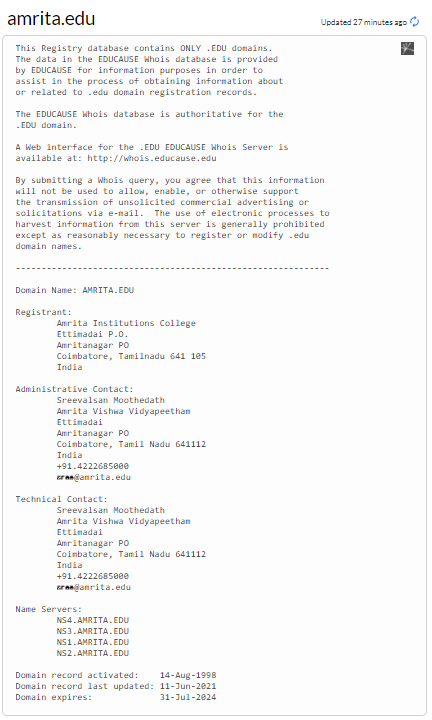 amrita.edu
Updated 27 minutes ago
This Registry database contains ONLY .EDU domains.
The data in the EDUCAUSE Whois database is provided
by EDUCAUSE for information purposes in order to
assist in the process of obtaining information about
or related to .edu domain registration records.
The EDUCAUSE Whois database is authoritative for the
.EDU domain.
A Web interface for the .EDU EDUCAUSE Whois Server is
available at: http://whois.educause.edu
By submitting a Whois query, you agree that this information
will not be used to allow, enable, or otherwise support
the transmission of unsolicited commercial advertising or
solicitations via e-mail.  The use of electronic processes to
harvest information from this server is generally prohibited
except as reasonably necessary to register or modify .edu
domain names.
-------------------------------------------------------------
Domain Name: AMRITA.EDU
Registrant:
Amrita Institutions College
Ettimadai P.O.
Amritanagar PO
Coimbatore, Tamilnadu 641 105
India
Administrative Contact:
Sreevalsan Moothedath
Amrita Vishwa Vidyapeetham
Ettimadai
Amritanagar PO
Coimbatore, Tamil Nadu 641112
India
+91.4222685000
@amrita.edu
Technical Contact:
Sreevalsan Moothedath
Amrita Vishwa Vidyapeetham
Ettimadai
Amritanagar PO
Coimbatore, Tamil Nadu 641112
India
+91.4222685000
@amrita.edu
Name Servers:
NS4.AMRITA.EDU
NS3.AMRITA.EDU
NS1.AMRITA.EDU
NS2.AMRITA.EDU
Domain record activated:    14-Aug-1998
Domain record last updated: 11-Jun-2021
Domain expires:             31-Jul-2024